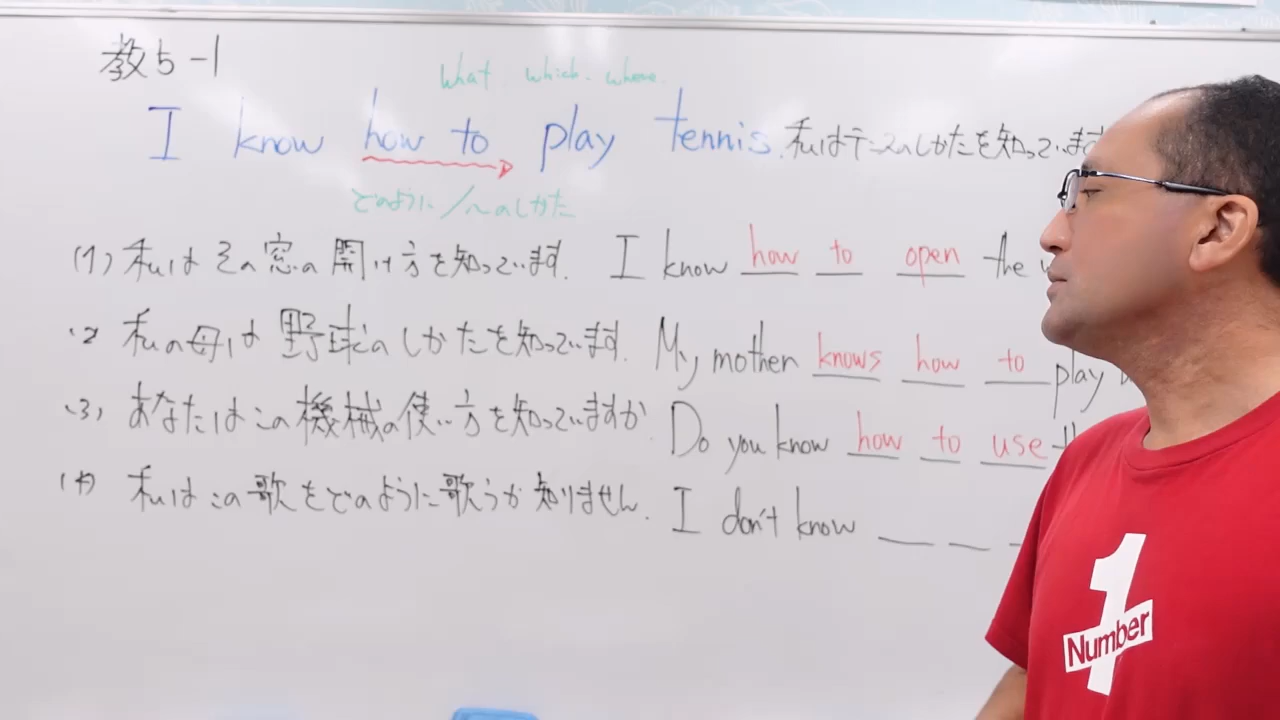 教5-1
what which where
I know how to play tennis. 私はテニスのしかたを知っています
どのように/〜のしかた
(1) 私はその窓の開け方を知っています. I know how to open the
(2 私の母は野球のしかたを知っています. My mother knows how to play
(3) あなたはこの機械の使い方を知っていますか. Do you know how to use
(4) 私はこの歌をどのように歌うか知りません. I don't know __ __ _
1
Number